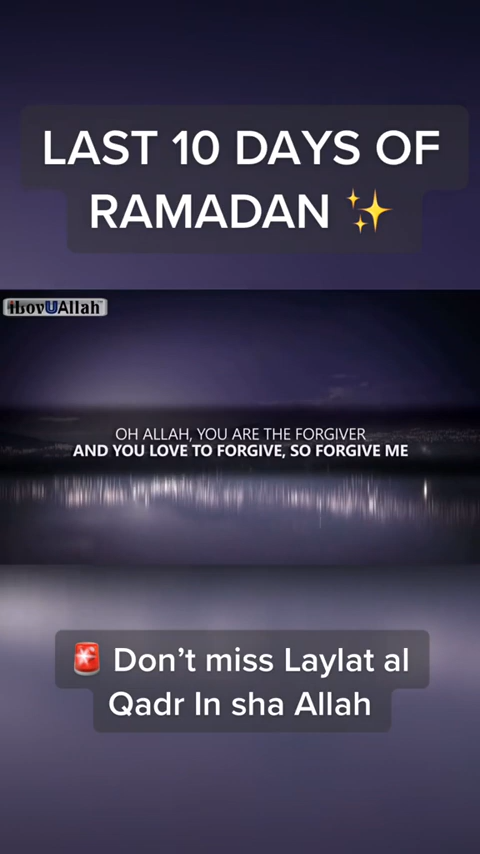 LAST 10 DAYS OF
RAMADAN ✨
ilovUAllah
OH ALLAH, YOU ARE THE FORGIVER
AND YOU LOVE TO FORGIVE, SO FORGIVE ME
🚨 Don’t miss Laylat al
Qadr In sha Allah